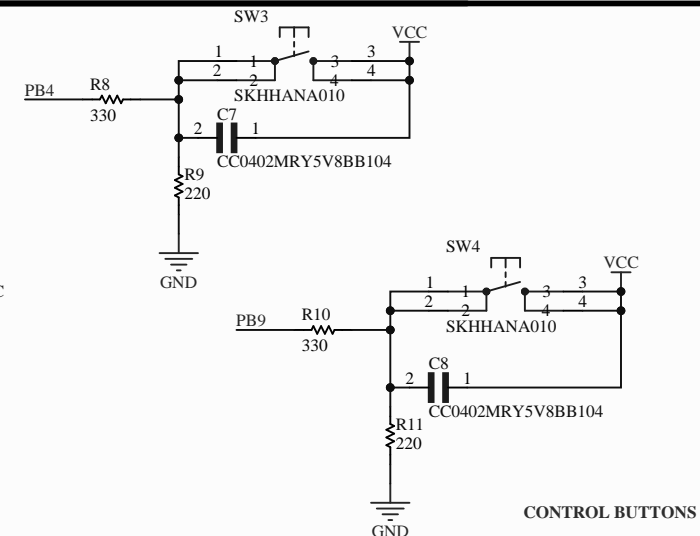 SW3
VCC
1 1 3 3
2 2 4 4
PB4 R8
330
SKHHANA010
C7
2 1
CC0402MRY5V8BB104
R9
220
GND
SW4
VCC
1 1 3 3
2 2 4 4
PB9 R10
330
SKHHANA010
C8
2 1
CC0402MRY5V8BB104
R11
220
GND
C
CONTROL BUTTONS